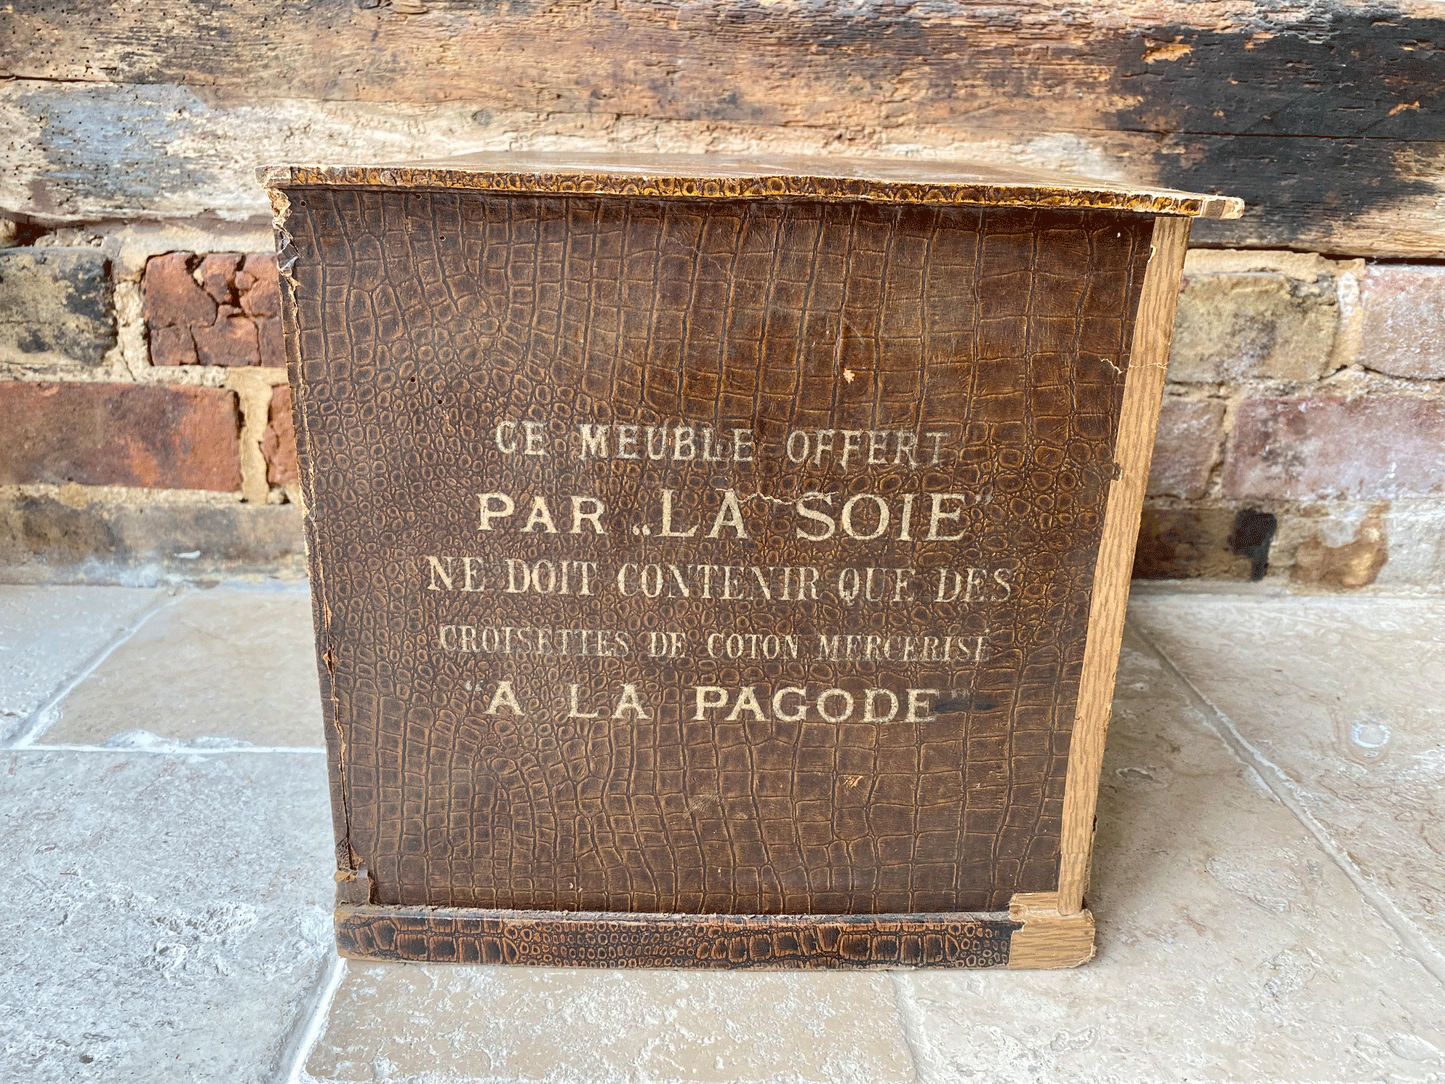 CE MEUBLE OFFERT
PAR „LA SOIE"
NE DOIT CONTENIR QUE DES
CROISETTES DE COTON MERCERISÉ
"A LA PAGODE"